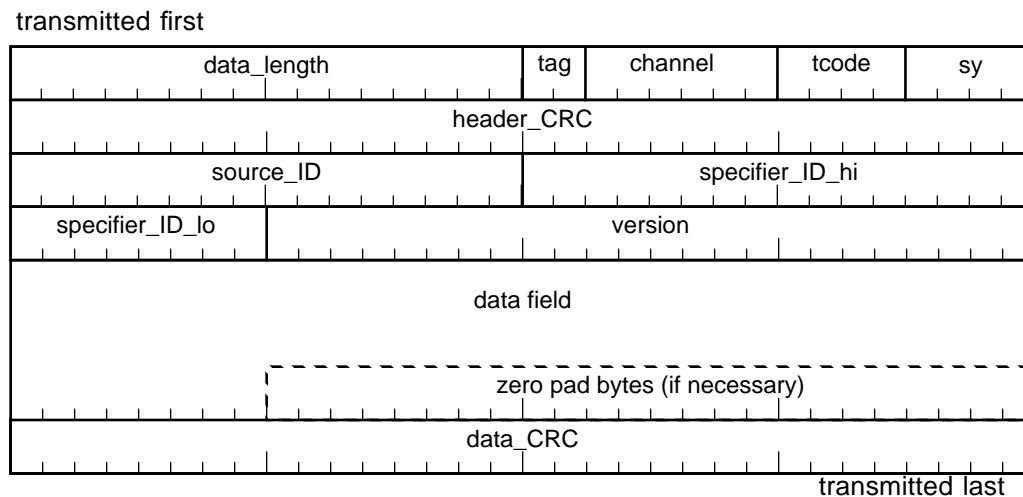 transmitted first
data_length tag channel tcode sy
header_CRC
source_ID specifier_ID_hi
specifier_ID_lo version
data field
zero pad bytes (if necessary)
data_CRC
transmitted last